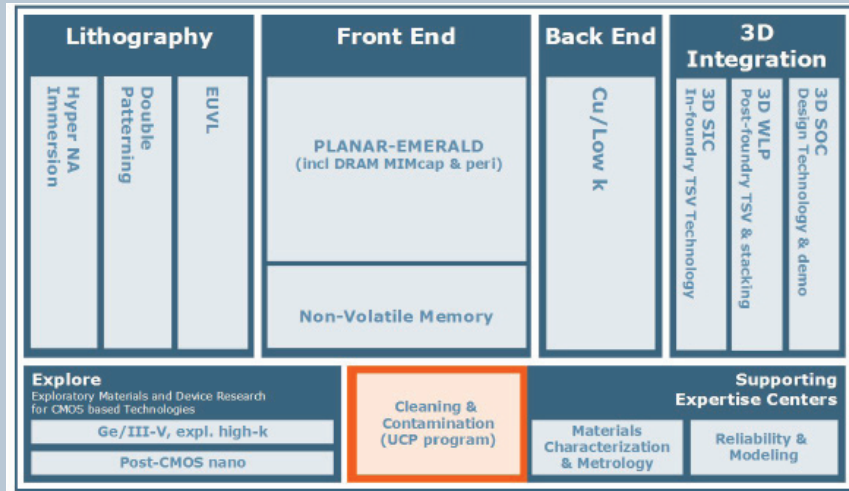 Lithography
Hyper NA
Immersion
Double
Patterning
EUVL
Front End
PLANAR-EMERALD
(incl DRAM MIMcap & peri)
Non-Volatile Memory
Back End
Cu/Low k
3D
Integration
3D SIC
In-foundry TSV Technology
3D WLP
Post-foundry TSV & stacking
3D SOC
Design Technology & demo
Explore
Exploratory Materials and Device Research
for CMOS based Technologies
Ge/III-V, expl. high-k
Post-CMOS nano
Cleaning &
Contamination
(UCP program)
Supporting
Expertise Centers
Materials
Characterization
& Metrology
Reliability &
Modeling